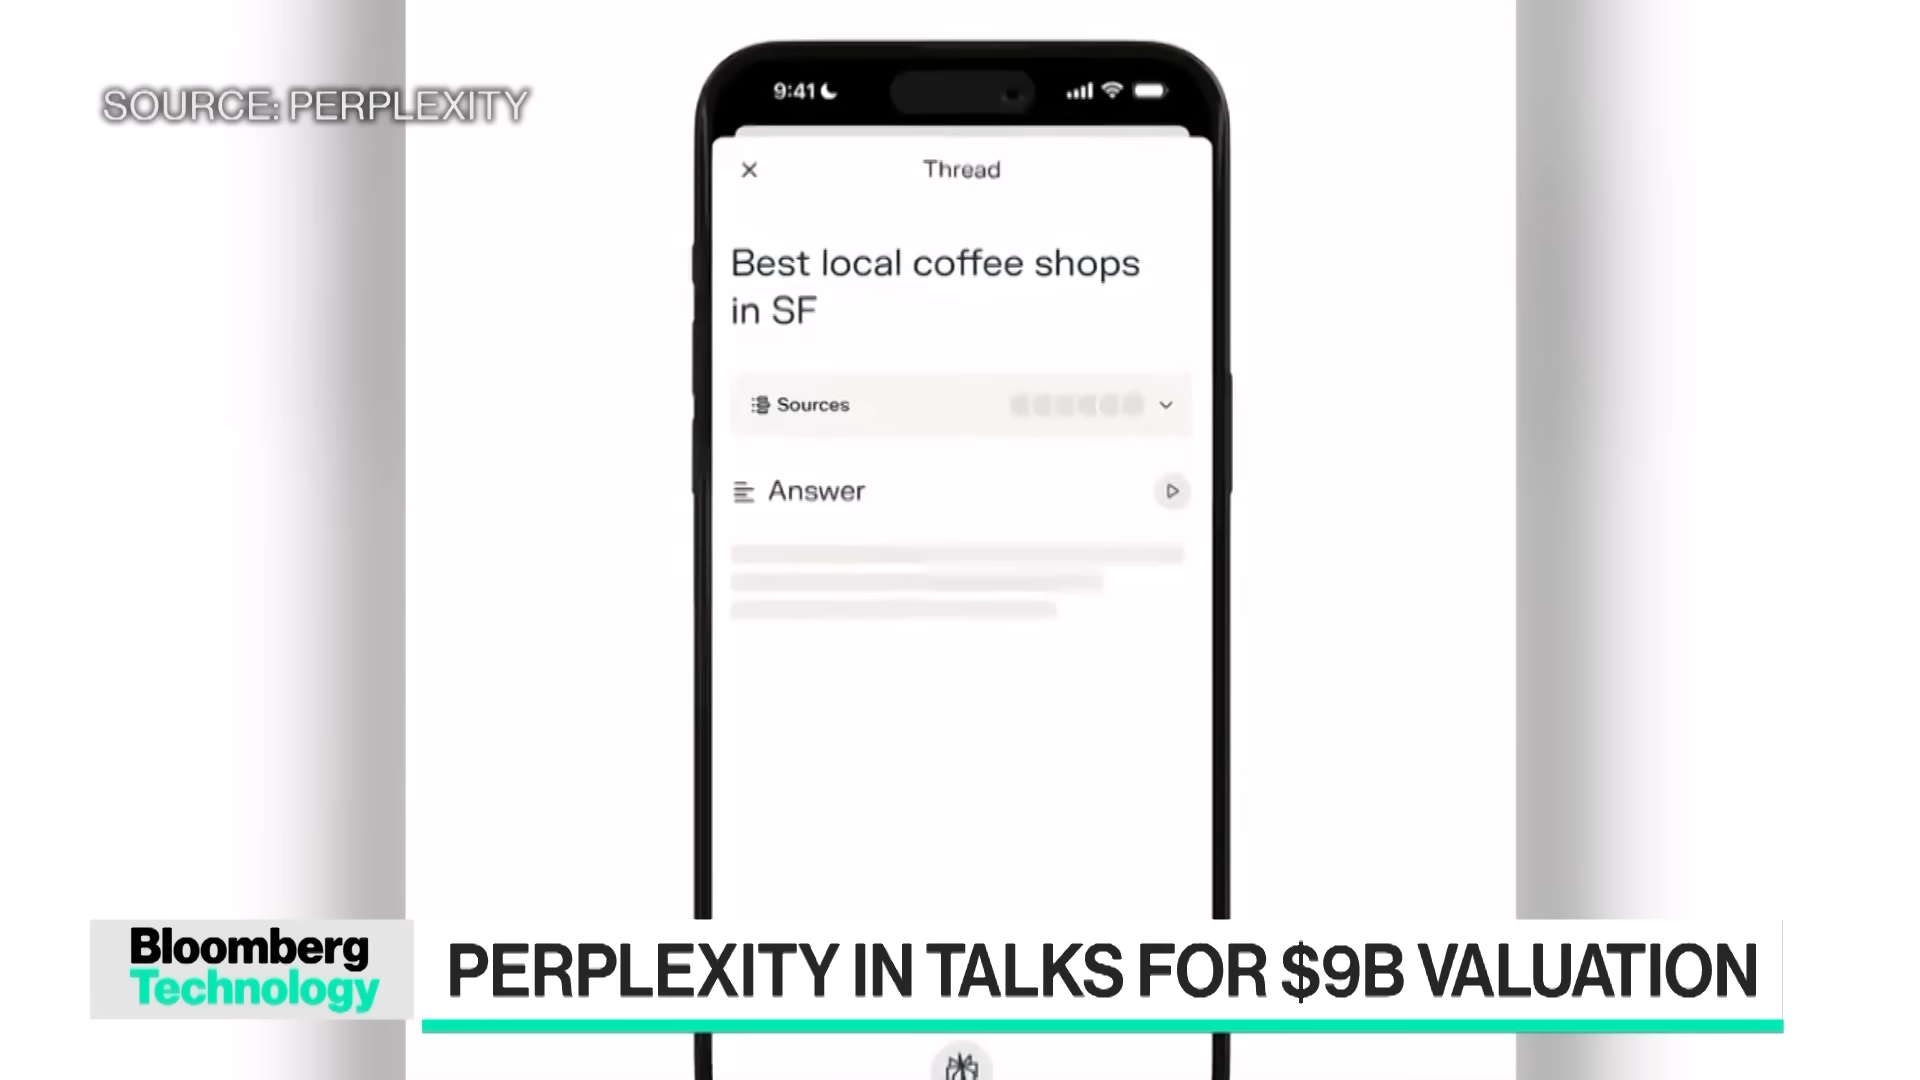 SOURCE: PERPLEXITY
9:41
Thread
Best local coffee shops
in SF
Sources
Answer
Bloomberg
Technology
PERPLEXITY IN TALKS FOR $9B VALUATION